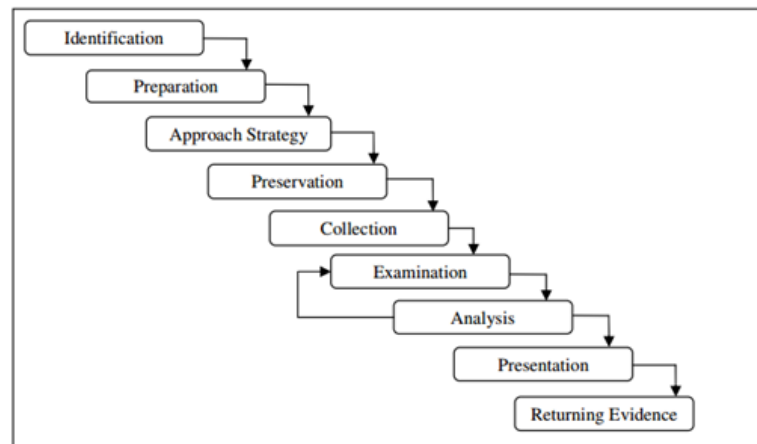 Identification
Preparation
Approach Strategy
Preservation
Collection
Examination
Analysis
Presentation
Returning Evidence